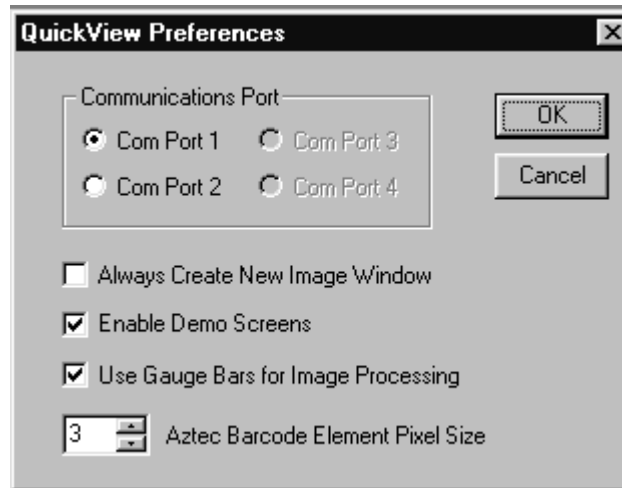 QuickView Preferences
Communications Port
Com Port 1 Com Port 3
Com Port 2 Com Port 4
OK
Cancel
Always Create New Image Window
Enable Demo Screens
Use Gauge Bars for Image Processing
3 Aztec Barcode Element Pixel Size